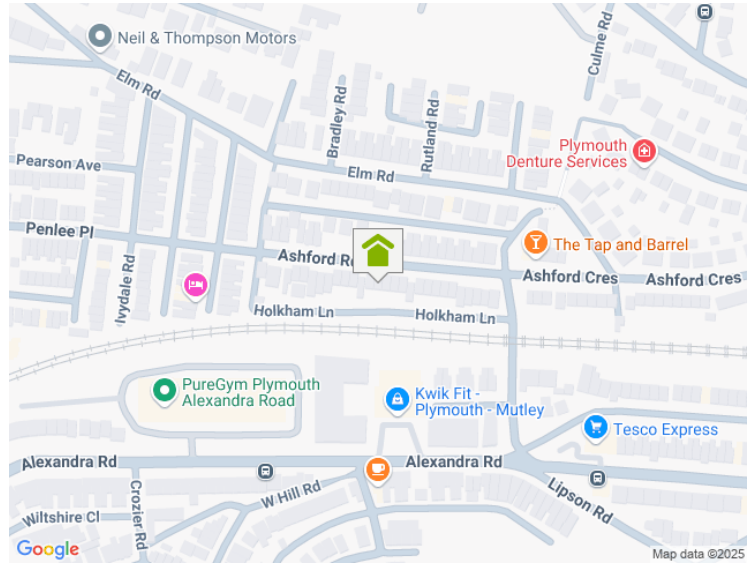 Neil & Thompson Motors
Elm Rd
Culme Rd
Bradley Rd
Rutland Rd
Plymouth
Denture Services
Pearson Ave
Elm Rd
Penlee Pl
The Tap and Barrel
Ashford R
Ashford Cres
Ashford Cres
Ivydale Rd
Holkham Ln
Holkham Ln
PureGym Plymouth
Alexandra Road
Kwik Fit -
Plymouth - Mutley
Tesco Express
Alexandra Rd
Alexandra Rd
Crozier Rd
W Hill Rd
Lipson Rd
Wiltshire Cl
Google
Map data ©2025